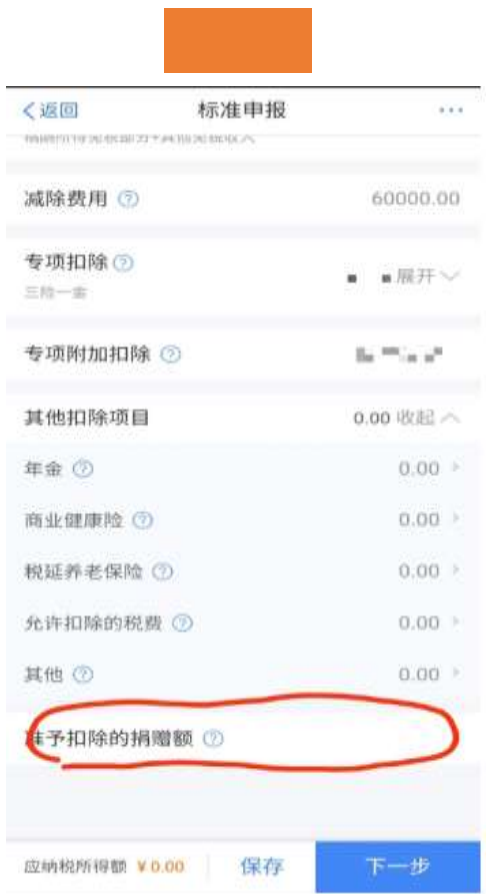 返回
标准申报
...
减除费用 ?
60000.00
专项扣除 ?
展开
三险一金
专项附加扣除 ?
其他扣除项目
0.00 收起
年金 ?
0.00
商业健康险 ?
0.00
税延养老保险 ?
0.00
允许扣除的税费 ?
0.00
其他 ?
0.00
准予扣除的捐赠额 ?
应纳税所得额 ¥0.00
保存
下一步